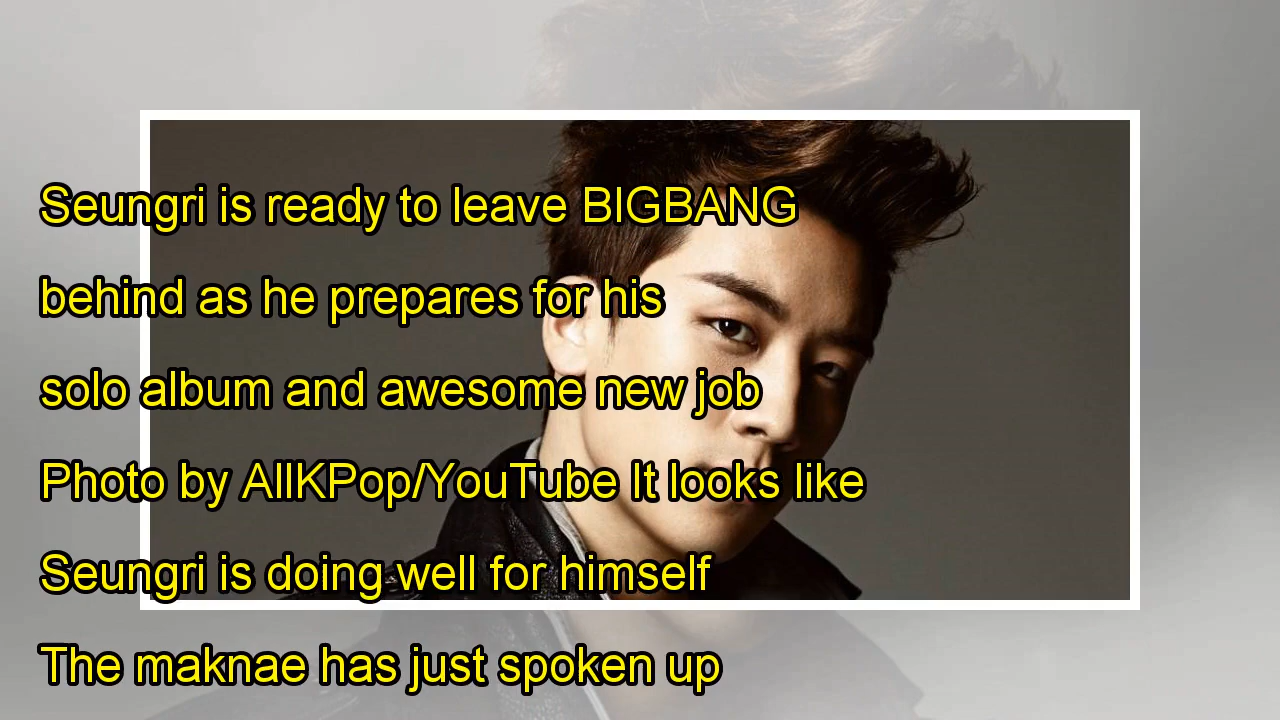 Seungri is ready to leave BIGBANG
behind as he prepares for his
solo album and awesome new job
Photo by AllKPop/YouTube It looks like
Seungri is doing well for himself
The maknae has just spoken up